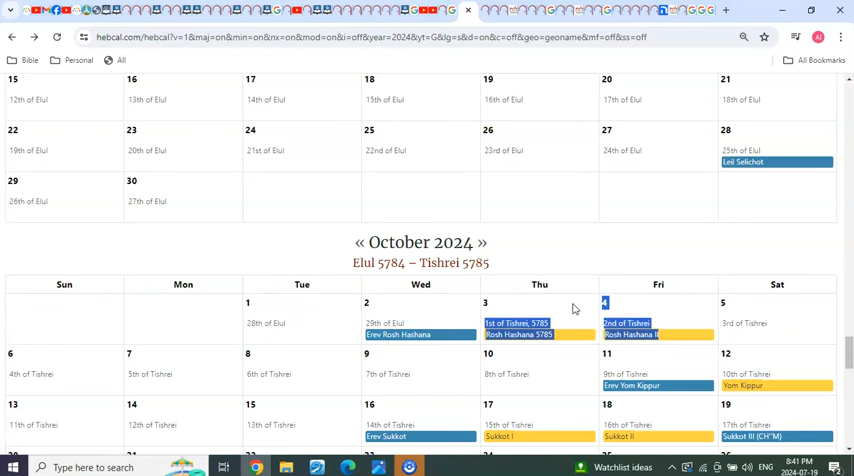 hebcal.com/hebcal?v=1&maj=on&min=on&nx=on&mod=on&i=off&year=2024&yt=G&lg=s&d=on&c=off&geo=geoname&mf=off&ss=off
Bible Personal All All Bookmarks
15 16 17 18 19 20 21
12th of Elul 13th of Elul 14th of Elul 15th of Elul 16th of Elul 17th of Elul 18th of Elul
22 23 24 25 26 27 28
19th of Elul 20th of Elul 21st of Elul 22nd of Elul 23rd of Elul 24th of Elul 25th of Elul
Leil Selichot
29 30
26th of Elul 27th of Elul
« October 2024 »
Elul 5784 – Tishrei 5785
Sun Mon Tue Wed Thu Fri Sat
1 2 3 4 5
28th of Elul 29th of Elul 1st of Tishrei, 5785 2nd of Tishrei 3rd of Tishrei
Erev Rosh Hashana Rosh Hashana 5785 Rosh Hashana II
6 7 8 9 10 11 12
4th of Tishrei 5th of Tishrei 6th of Tishrei 7th of Tishrei 8th of Tishrei 9th of Tishrei 10th of Tishrei
Erev Yom Kippur Yom Kippur
13 14 15 16 17 18 19
11th of Tishrei 12th of Tishrei 13th of Tishrei 14th of Tishrei 15th of Tishrei 16th of Tishrei 17th of Tishrei
Erev Sukkot Sukkot I Sukkot II Sukkot III (CH''M)
Type here to search Watchlist ideas ENG 8:41 PM
2024-07-19